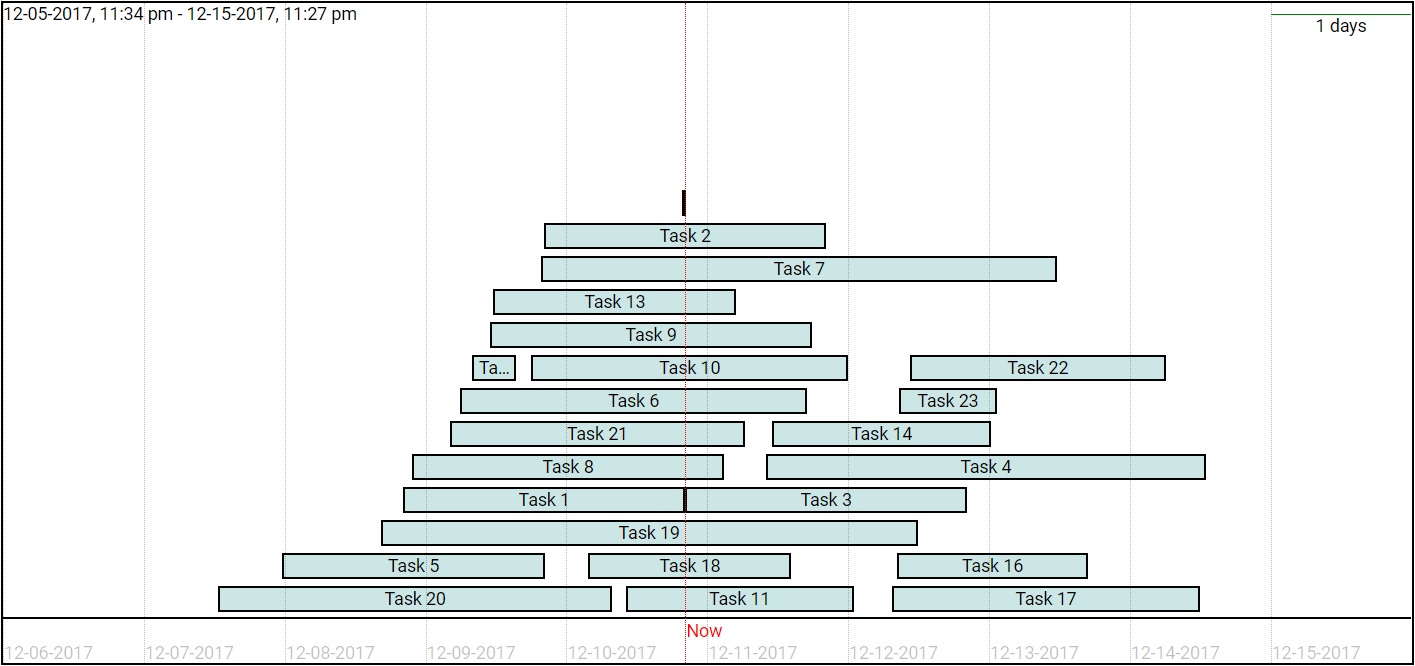 12-05-2017, 11:34 pm - 12-15-2017, 11:27 pm
1 days
Task 2
Task 7
Task 13
Task 9
Ta... Task 10 Task 22
Task 6 Task 23
Task 21 Task 14
Task 8 Task 4
Task 1 Task 3
Task 19
Task 5 Task 18 Task 16
Task 20 Task 11 Task 17
Now
12-06-2017 12-07-2017 12-08-2017 12-09-2017 12-10-2017 12-11-2017 12-12-2017 12-13-2017 12-14-2017 12-15-2017